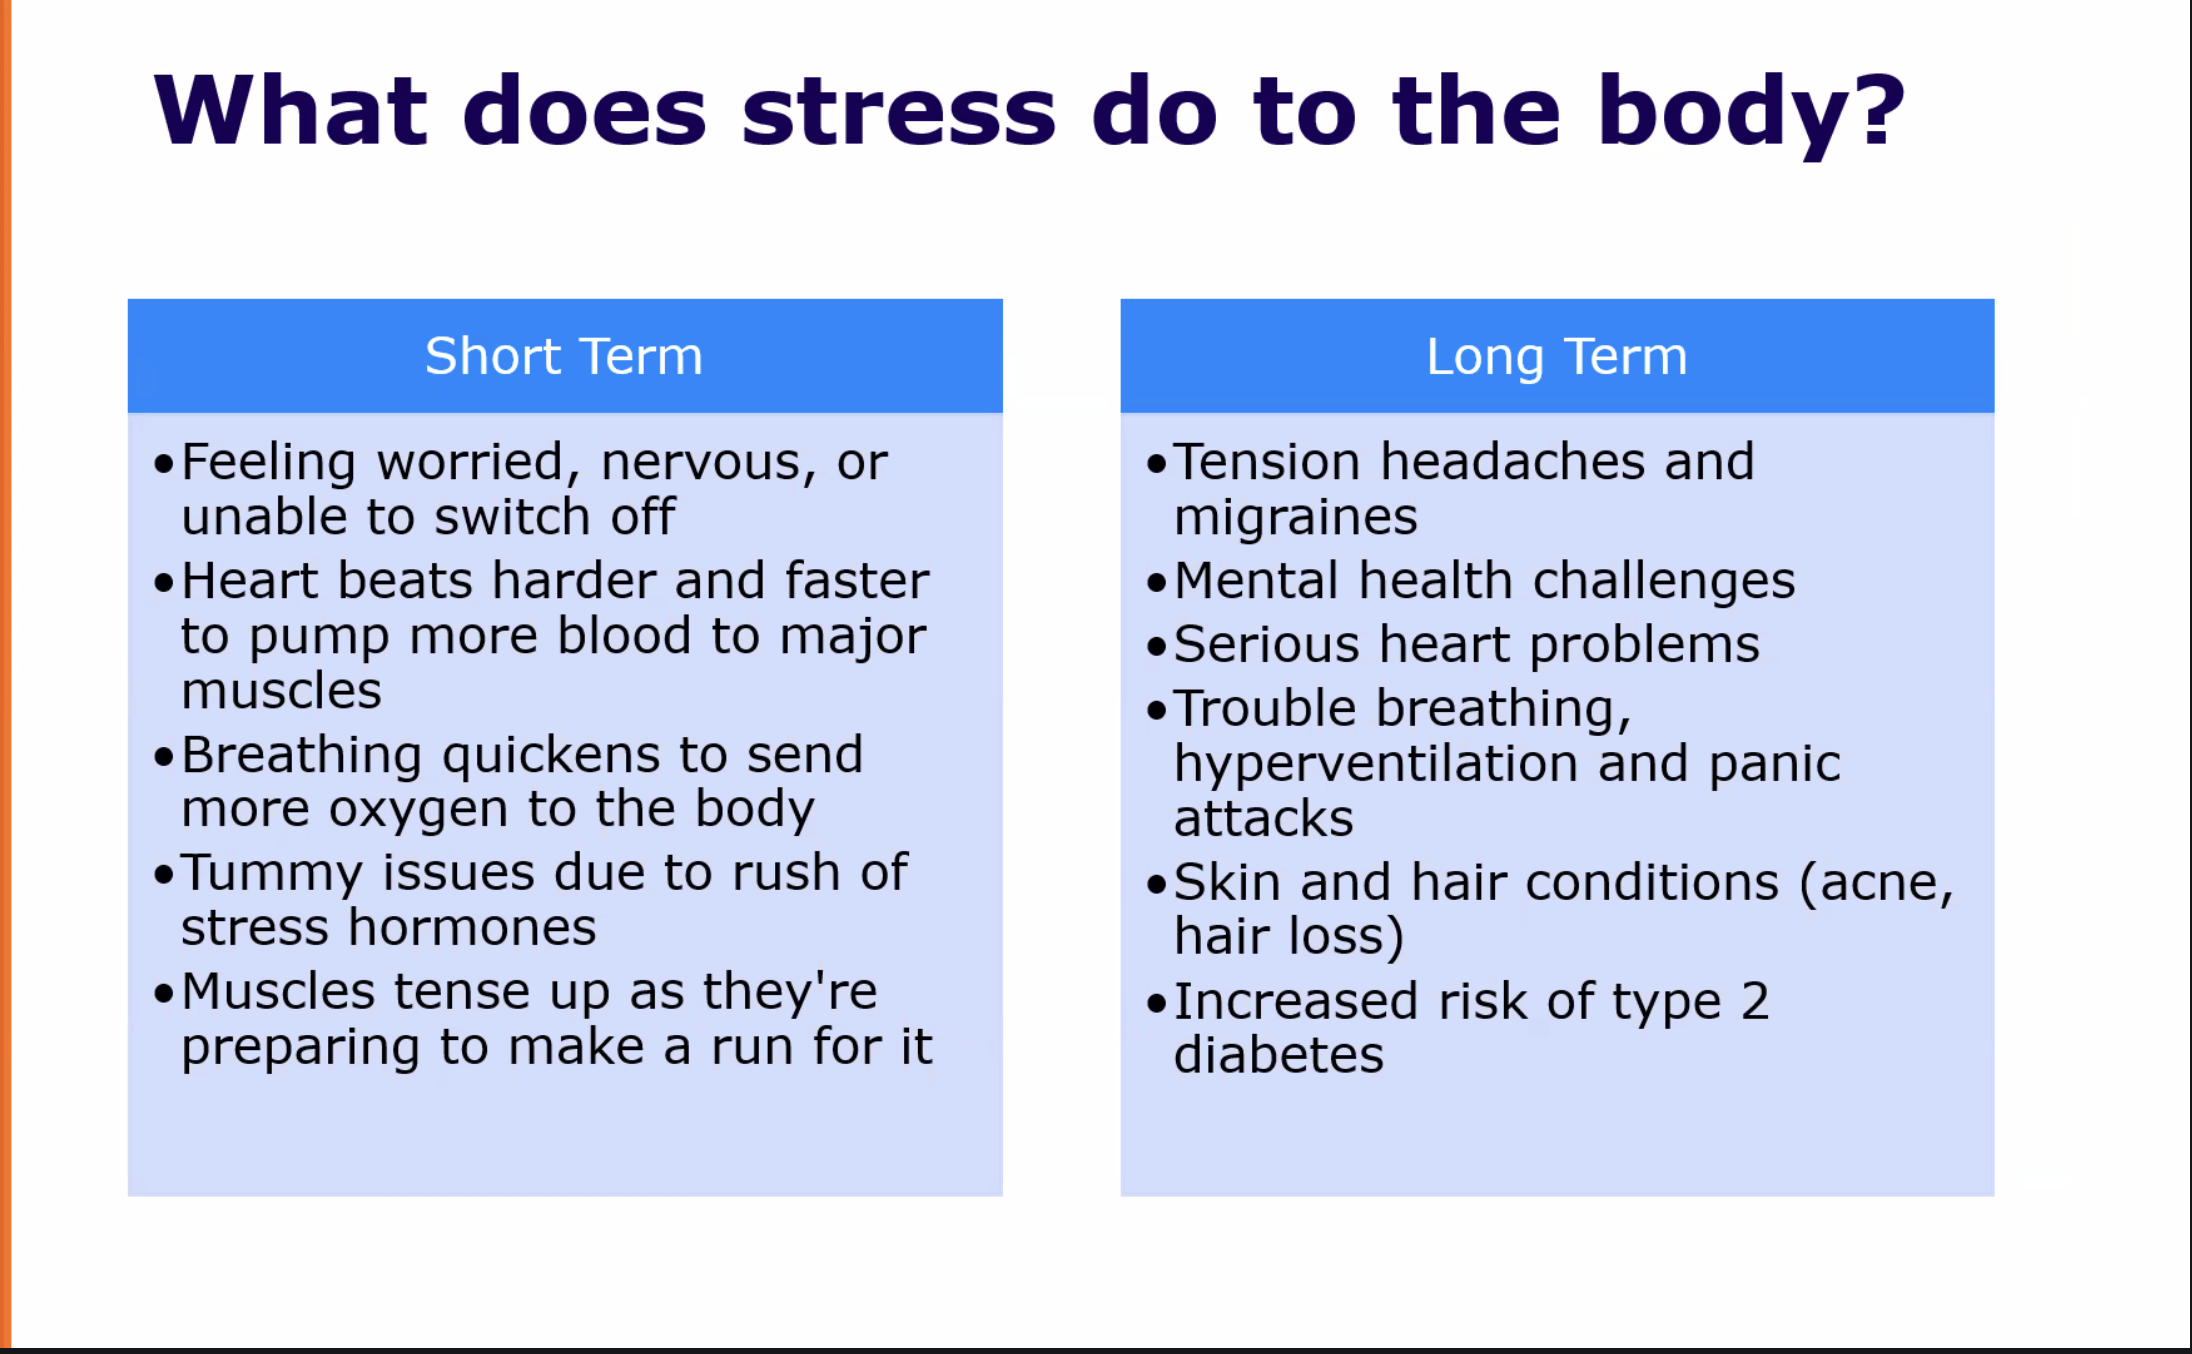 What does stress do to the body?
Short Term
•Feeling worried, nervous, or
unable to switch off
•Heart beats harder and faster
to pump more blood to major
muscles
•Breathing quickens to send
more oxygen to the body
•Tummy issues due to rush of
stress hormones
•Muscles tense up as they're
preparing to make a run for it
Long Term
•Tension headaches and
migraines
•Mental health challenges
•Serious heart problems
•Trouble breathing,
hyperventilation and panic
attacks
•Skin and hair conditions (acne,
hair loss)
•Increased risk of type 2
diabetes